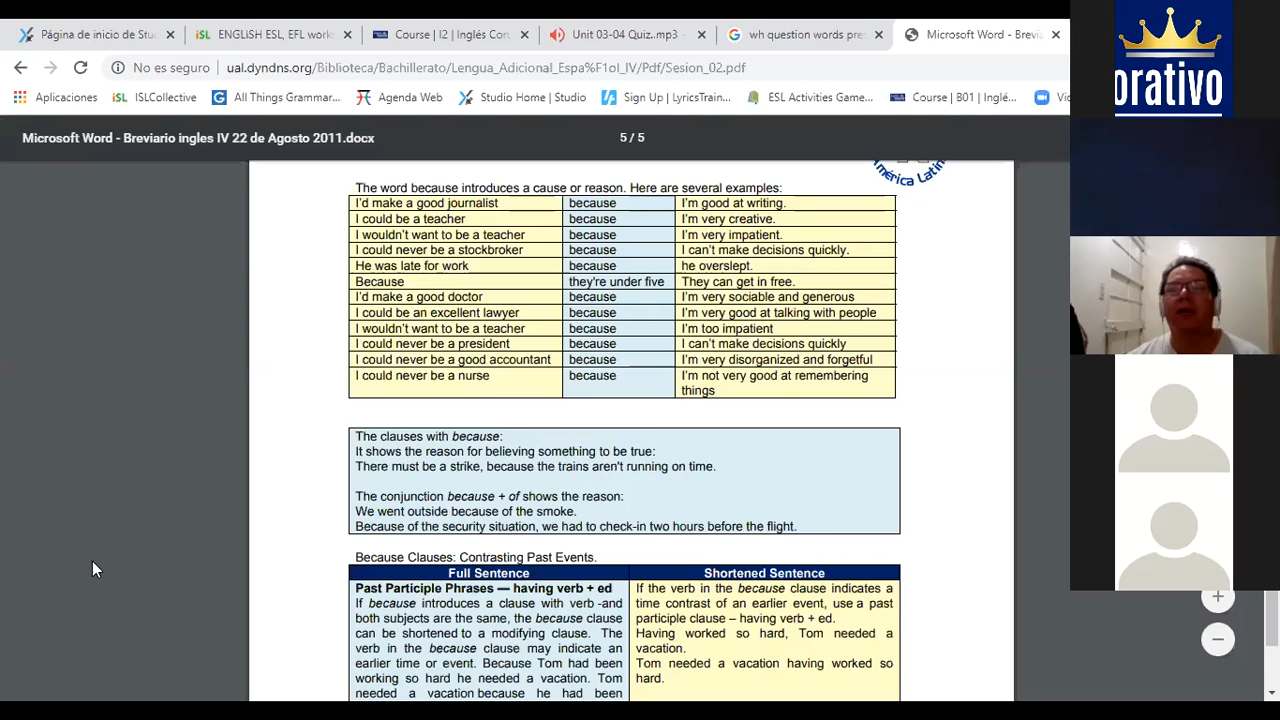 Página de inicio de Stu
ENGLiSH ESL, EFL work
Course | I2 | Inglés Cor
Unit 03-04 Quiz..mp3 -
wh question words pre
Microsoft Word - Brevia
No es seguro
ual.dyndns.org/Biblioteca/Bachillerato/Lengua_Adicional_Espa%F1ol_IV/Pdf/Sesion_02.pdf
Aplicaciones
iSL ISLCollective
All Things Grammar...
Agenda Web
Studio Home | Studio
Sign Up | LyricsTrain...
ESL Activities Game...
Course | B01 | Inglé...
Vi
orativo
Microsoft Word - Breviario ingles IV 22 de Agosto 2011.docx
5 / 5
América Latin
The word because introduces a cause or reason. Here are several examples:
I'd make a good journalist because I'm good at writing.
I could be a teacher because I'm very creative.
I wouldn't want to be a teacher because I'm very impatient.
I could never be a stockbroker because I can't make decisions quickly.
He was late for work because he overslept.
Because they're under five They can get in free.
I'd make a good doctor because I'm very sociable and generous
I could be an excellent lawyer because I'm very good at talking with people
I wouldn't want to be a teacher because I'm too impatient
I could never be a president because I can't make decisions quickly
I could never be a good accountant because I'm very disorganized and forgetful
I could never be a nurse because I'm not very good at remembering
things
The clauses with because:
It shows the reason for believing something to be true:
There must be a strike, because the trains aren't running on time.
The conjunction because + of shows the reason:
We went outside because of the smoke.
Because of the security situation, we had to check-in two hours before the flight.
Because Clauses: Contrasting Past Events.
Full Sentence
Past Participle Phrases — having verb + ed
If because introduces a clause with verb -and
both subjects are the same, the because clause
can be shortened to a modifying clause. The
verb in the because clause may indicate an
earlier time or event. Because Tom had been
working so hard he needed a vacation. Tom
needed a vacation because he had been
Shortened Sentence
If the verb in the because clause indicates a
time contrast of an earlier event, use a past
participle clause – having verb + ed.
Having worked so hard, Tom needed a
vacation.
Tom needed a vacation having worked so
hard.